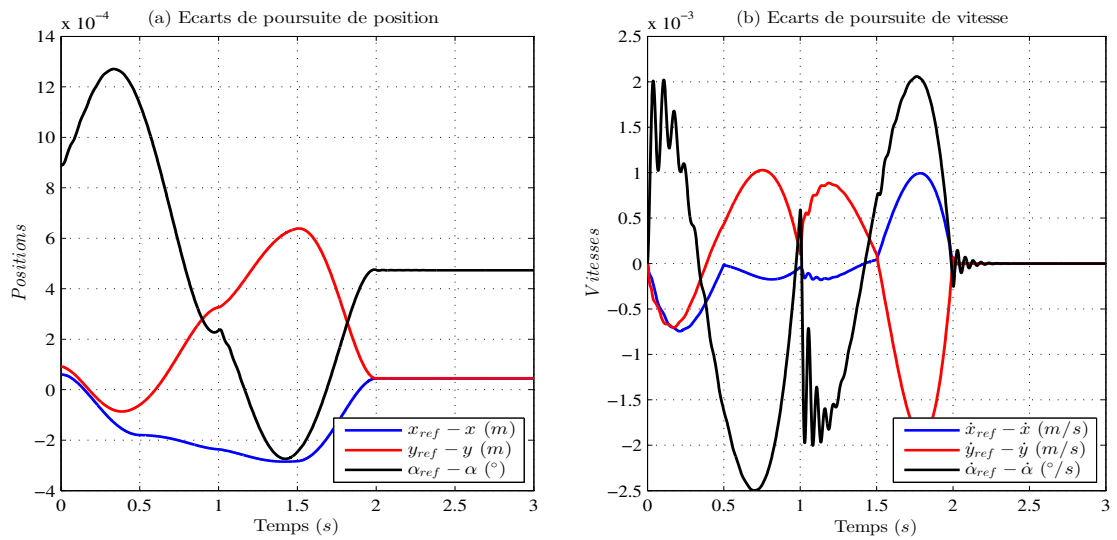 (a) Ecarts de poursuite de position
x 10⁻⁴
14
12
10
8
6
4
2
0
−2
−4
Positions
0
0.5
1
1.5
2
2.5
3
Temps (s)
x_ref − x (m)
y_ref − y (m)
α_ref − α (°)
(b) Ecarts de poursuite de vitesse
x 10⁻³
2.5
2
1.5
1
0.5
0
−0.5
−1
−1.5
−2
−2.5
Vitesses
0
0.5
1
1.5
2
2.5
3
Temps (s)
ẋ_ref − ẋ (m/s)
ẏ_ref − ẏ (m/s)
α̇_ref − α̇ (°/s)